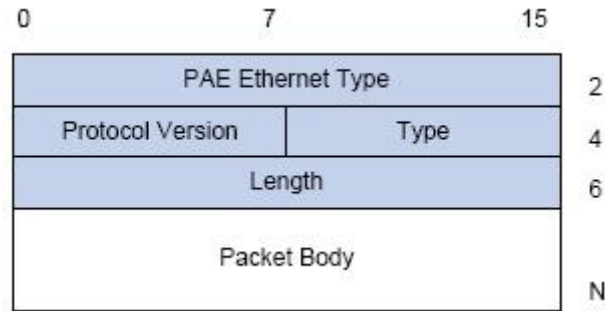 0 7 15
PAE Ethernet Type 2
Protocol Version Type 4
Length 6
Packet Body
N